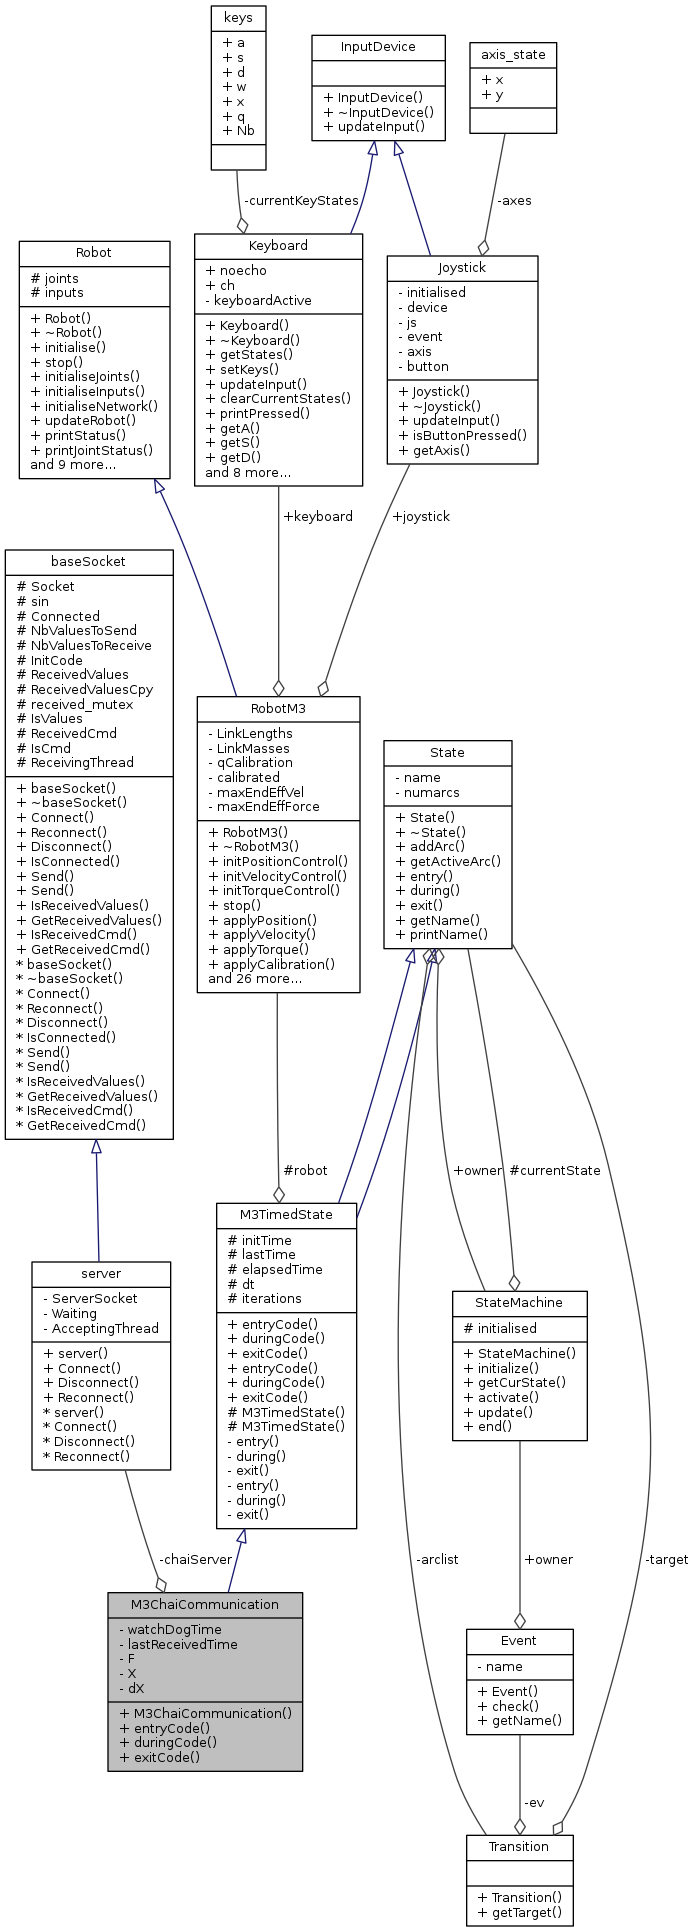 keys
+ a
+ s
+ d
+ w
+ x
+ q
+ Nb
InputDevice
+ InputDevice()
+ ~InputDevice()
+ updateInput()
axis_state
+ x
+ y
-currentKeyStates
-axes
Robot
# joints
# inputs
+ Robot()
+ ~Robot()
+ initialise()
+ stop()
+ initialiseJoints()
+ initialiseInputs()
+ initialiseNetwork()
+ updateRobot()
+ printStatus()
+ printJointStatus()
and 9 more...
Keyboard
+ noecho
+ ch
- keyboardActive
+ Keyboard()
+ ~Keyboard()
+ getStates()
+ setKeys()
+ updateInput()
+ clearCurrentStates()
+ printPressed()
+ getA()
+ getS()
+ getD()
and 8 more...
Joystick
- initialised
- device
- js
- event
- axis
- button
+ Joystick()
+ ~Joystick()
+ updateInput()
+ isButtonPressed()
+ getAxis()
+keyboard
+joystick
baseSocket
# Socket
# sin
# Connected
# NbValuesToSend
# NbValuesToReceive
# InitCode
# ReceivedValues
# ReceivedValuesCpy
# received_mutex
# IsValues
# ReceivedCmd
# IsCmd
# ReceivingThread
+ baseSocket()
+ ~baseSocket()
+ Connect()
+ Reconnect()
+ Disconnect()
+ IsConnected()
+ Send()
+ Send()
+ IsReceivedValues()
+ GetReceivedValues()
+ IsReceivedCmd()
+ GetReceivedCmd()
* baseSocket()
* ~baseSocket()
* Connect()
* Reconnect()
* Disconnect()
* IsConnected()
* Send()
* Send()
* IsReceivedValues()
* GetReceivedValues()
* IsReceivedCmd()
* GetReceivedCmd()
RobotM3
- LinkLengths
- LinkMasses
- qCalibration
- calibrated
- maxEndEffVel
- maxEndEffForce
+ RobotM3()
+ ~RobotM3()
+ initPositionControl()
+ initVelocityControl()
+ initTorqueControl()
+ stop()
+ applyPosition()
+ applyVelocity()
+ applyTorque()
+ applyCalibration()
and 26 more...
State
- name
- numarcs
+ State()
+ ~State()
+ addArc()
+ getActiveArc()
+ entry()
+ during()
+ exit()
+ getName()
+ printName()
#robot
+owner
#currentState
server
- ServerSocket
- Waiting
- AcceptingThread
+ server()
+ Connect()
+ Disconnect()
+ Reconnect()
* server()
* Connect()
* Disconnect()
* Reconnect()
M3TimedState
# initTime
# lastTime
# elapsedTime
# dt
# iterations
+ entryCode()
+ duringCode()
+ exitCode()
+ entryCode()
+ duringCode()
+ exitCode()
# M3TimedState()
# M3TimedState()
- entry()
- during()
- exit()
- entry()
- during()
- exit()
StateMachine
# initialised
+ StateMachine()
+ initialize()
+ getCurState()
+ activate()
+ update()
+ end()
-chaiServer
-arclist
+owner
-target
M3ChaiCommunication
- watchDogTime
- lastReceivedTime
- F
- X
- dX
+ M3ChaiCommunication()
+ entryCode()
+ duringCode()
+ exitCode()
Event
- name
+ Event()
+ check()
+ getName()
-ev
Transition
+ Transition()
+ getTarget()